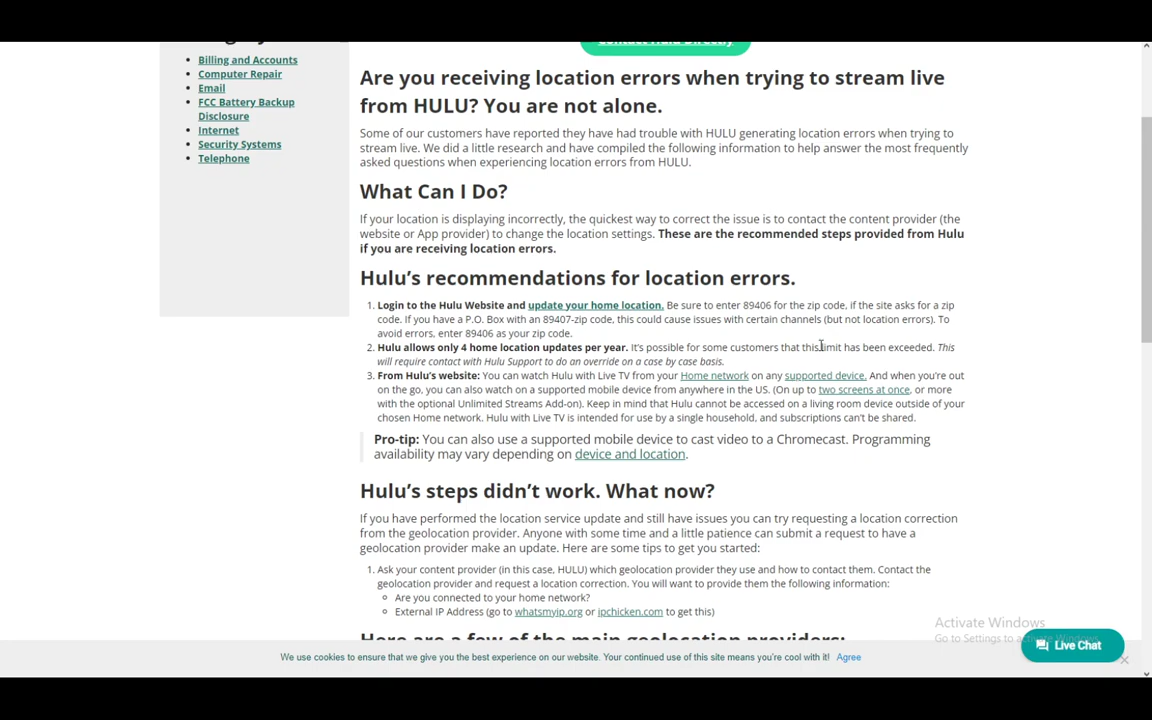 Billing and Accounts
Computer Repair
Email
FCC Battery Backup
Disclosure
Internet
Security Systems
Telephone
Are you receiving location errors when trying to stream live
from HULU? You are not alone.
Some of our customers have reported they have had trouble with HULU generating location errors when trying to
stream live. We did a little research and have compiled the following information to help answer the most frequently
asked questions when experiencing location errors from HULU.
What Can I Do?
If your location is displaying incorrectly, the quickest way to correct the issue is to contact the content provider (the
website or App provider) to change the location settings. These are the recommended steps provided from Hulu
if you are receiving location errors.
Hulu's recommendations for location errors.
1. Login to the Hulu Website and update your home location. Be sure to enter 89406 for the zip code, if the site asks for a zip
code. If you have a P.O. Box with an 89407-zip code, this could cause issues with certain channels (but not location errors). To
avoid errors, enter 89406 as your zip code.
2. Hulu allows only 4 home location updates per year. It's possible for some customers that this limit has been exceeded. This
will require contact with Hulu Support to do an override on a case by case basis.
3. From Hulu's website: You can watch Hulu with Live TV from your Home network on any supported device. And when you're out
on the go, you can also watch on a supported mobile device from anywhere in the US. (On up to two screens at once, or more
with the optional Unlimited Streams Add-on). Keep in mind that Hulu cannot be accessed on a living room device outside of your
chosen Home network. Hulu with Live TV is intended for use by a single household, and subscriptions can't be shared.
Pro-tip: You can also use a supported mobile device to cast video to a Chromecast. Programming
availability may vary depending on device and location.
Hulu's steps didn't work. What now?
If you have performed the location service update and still have issues you can try requesting a location correction
from the geolocation provider. Anyone with some time and a little patience can submit a request to have a
geolocation provider make an update. Here are some tips to get you started:
1. Ask your content provider (in this case, HULU) which geolocation provider they use and how to contact them. Contact the
geolocation provider and request a location correction. You will want to provide them the following information:
Are you connected to your home network?
External IP Address (go to whatsmyip.org or ipchicken.com to get this)
Here are a few of the main geolocation providers:
Activate Windows
Go to Settings to activate Windows.
Live Chat
We use cookies to ensure that we give you the best experience on our website. Your continued use of this site means you're cool with it! Agree